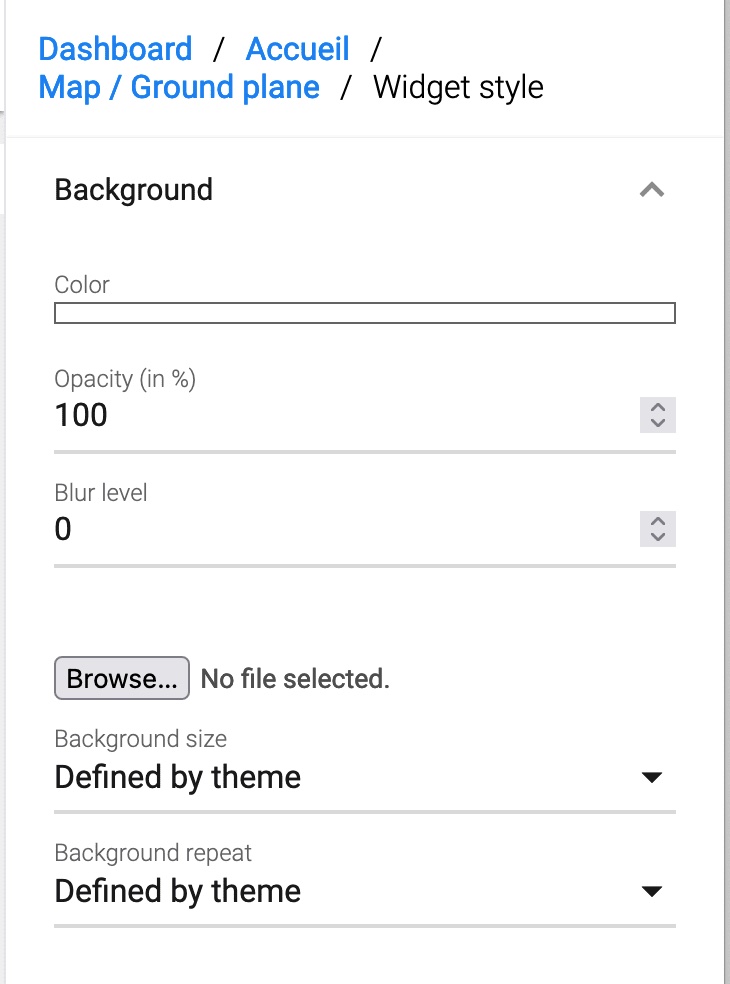 Dashboard / Accueil /
Map / Ground plane / Widget style
Background
Color
Opacity (in %)
100
Blur level
0
Browse... No file selected.
Background size
Defined by theme
Background repeat
Defined by theme